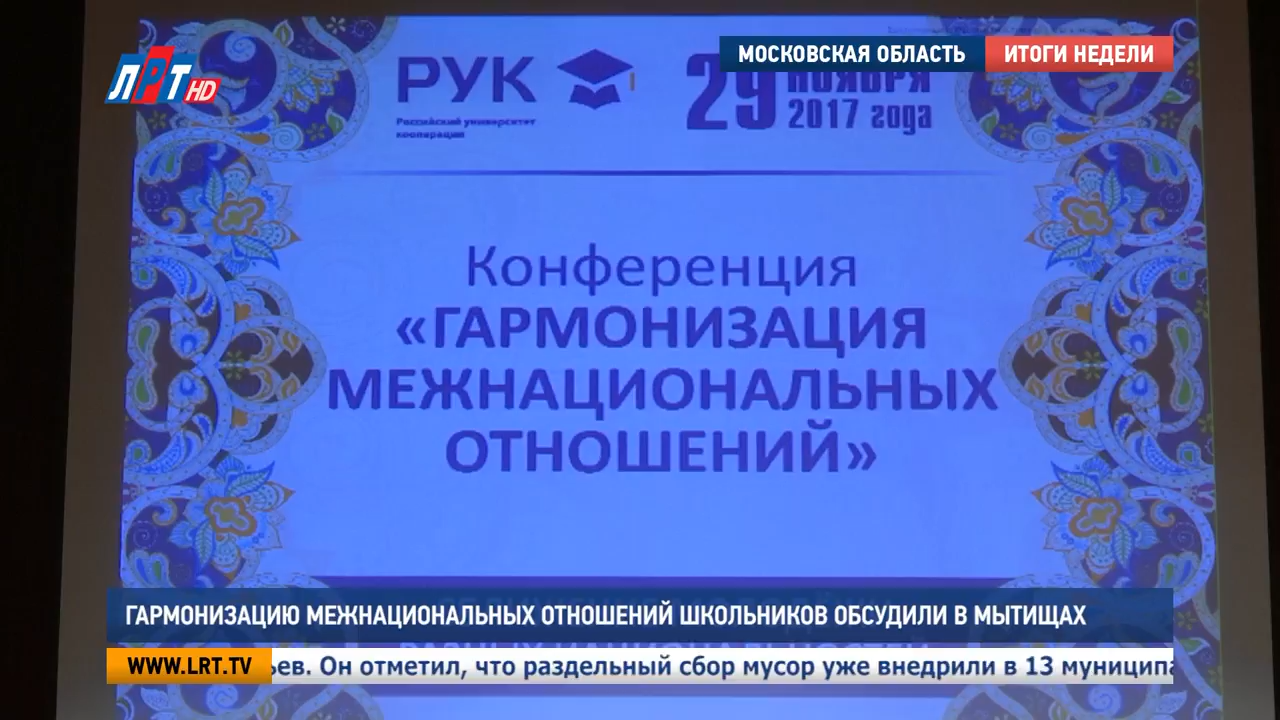 ЛРТ HD
МОСКОВСКАЯ ОБЛАСТЬ
ИТОГИ НЕДЕЛИ
РУК
Российский университет
кооперации
29 НОЯБРЯ
2017 года
Конференция
«ГАРМОНИЗАЦИЯ
МЕЖНАЦИОНАЛЬНЫХ
ОТНОШЕНИЙ»
ГАРМОНИЗАЦИЮ МЕЖНАЦИОНАЛЬНЫХ ОТНОШЕНИЙ ШКОЛЬНИКОВ ОБСУДИЛИ В МЫТИЩАХ
WWW.LRT.TV
ьев. Он отметил, что раздельный сбор мусор уже внедрили в 13 муниципа